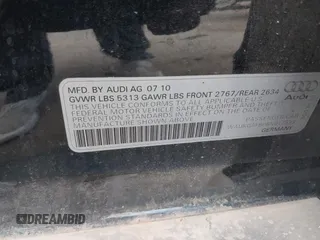 MFD. BY AUDI AG 07 10
GVWR LBS 5313 GAWR LBS FRONT 2767/REAR 2634
THIS VEHICLE CONFORMS TO ALL APPLICABLE U.S.
FEDERAL MOTOR VEHICLE SAFETY BUMPER AND THEFT
PREVENTION STANDARDS IN EFFECT ON THE DATE OF
MANUFACTURE SHOWN ABOVE
Audi
GERMANY
DREAMBID